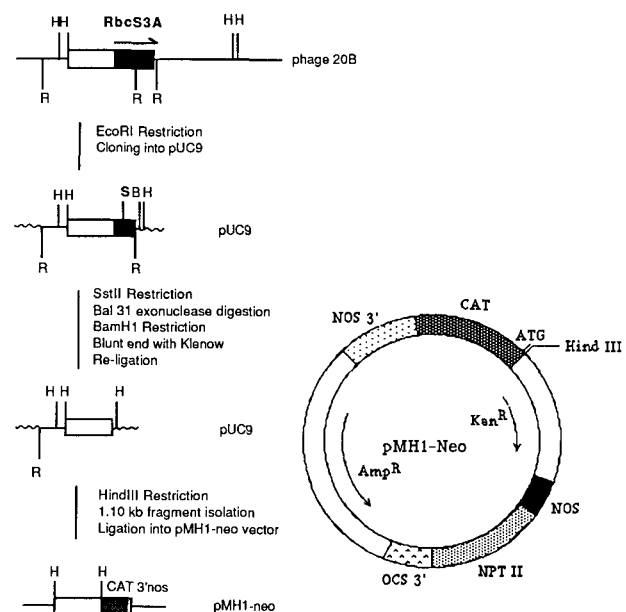 HH RbcS3A HH
phage 20B
R R R
EcoRI Restriction
Cloning into pUC9
HH SBH
pUC9
R R
SstII Restriction
Bal 31 exonuclease digestion
BamH1 Restriction
Blunt end with Klenow
Re-ligation
HH H
pUC9
R
HindIII Restriction
1.10 kb fragment isolation
Ligation into pMH1-neo vector
H H
CAT 3'nos
pMH1-neo
NOS 3'
CAT
ATG
Hind III
KanR
pMH1-Neo
AmpR
NOS
NPT II
OCS 3'